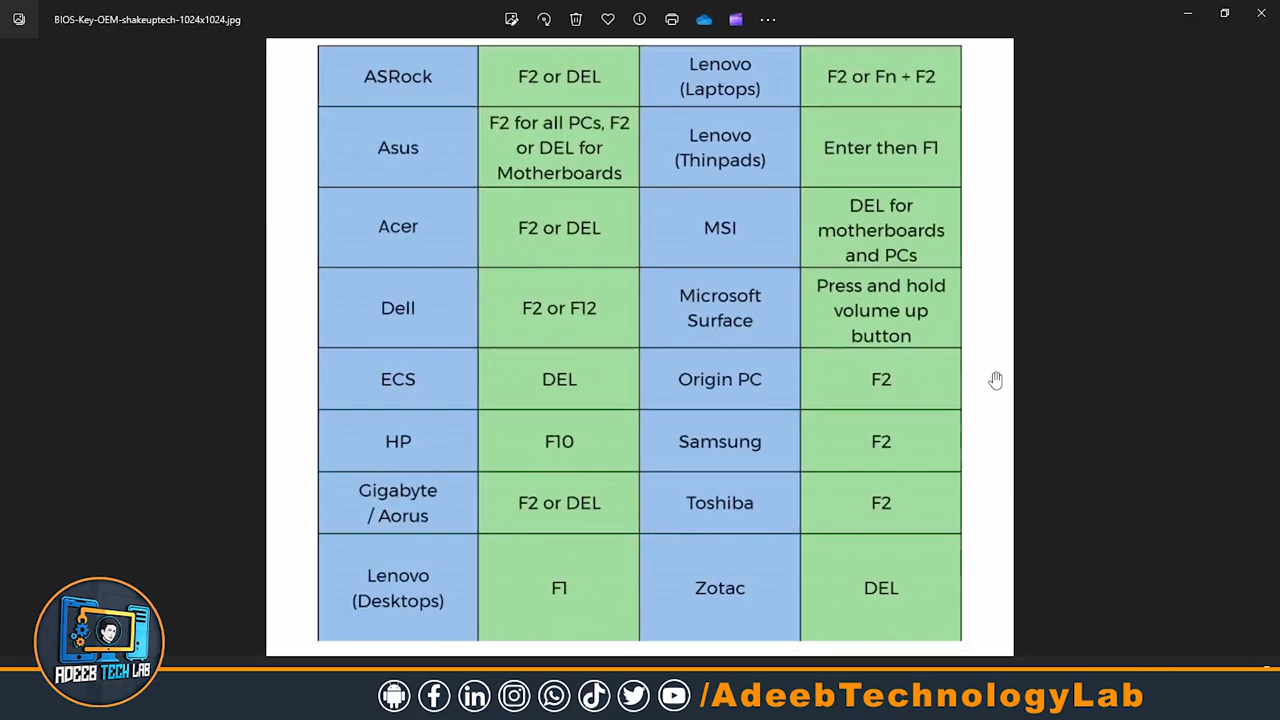 BIOS-Key-OEM-shakeuptech-1024x1024.jpg
ASRock
F2 or DEL
Lenovo
(Laptops)
F2 or Fn + F2
Asus
F2 for all PCs, F2
or DEL for
Motherboards
Lenovo
(Thinpads)
Enter then F1
Acer
F2 or DEL
MSI
DEL for
motherboards
and PCs
Dell
F2 or F12
Microsoft
Surface
Press and hold
volume up
button
ECS
DEL
Origin PC
F2
HP
F10
Samsung
F2
Gigabyte
/ Aorus
F2 or DEL
Toshiba
F2
Lenovo
(Desktops)
F1
Zotac
DEL
ADEEB TECH LAB
/AdeebTechnologyLab